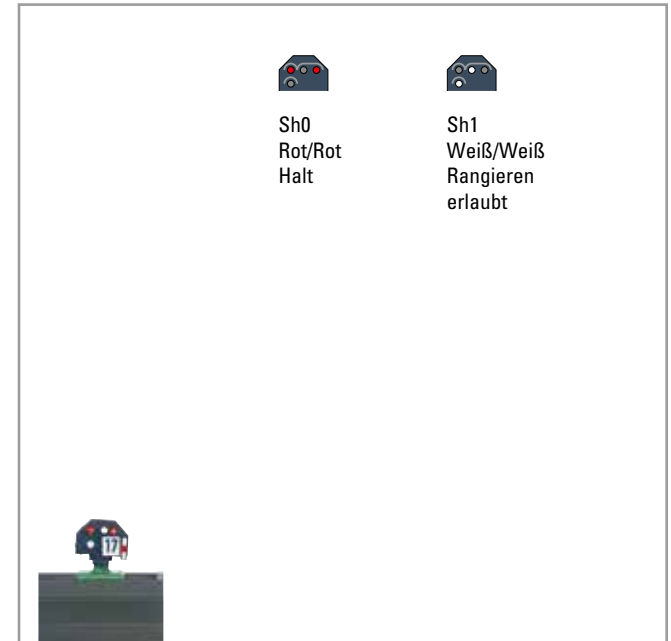 Sh0
Rot/Rot
Halt
Sh1
Weiß/Weiß
Rangieren
erlaubt
17